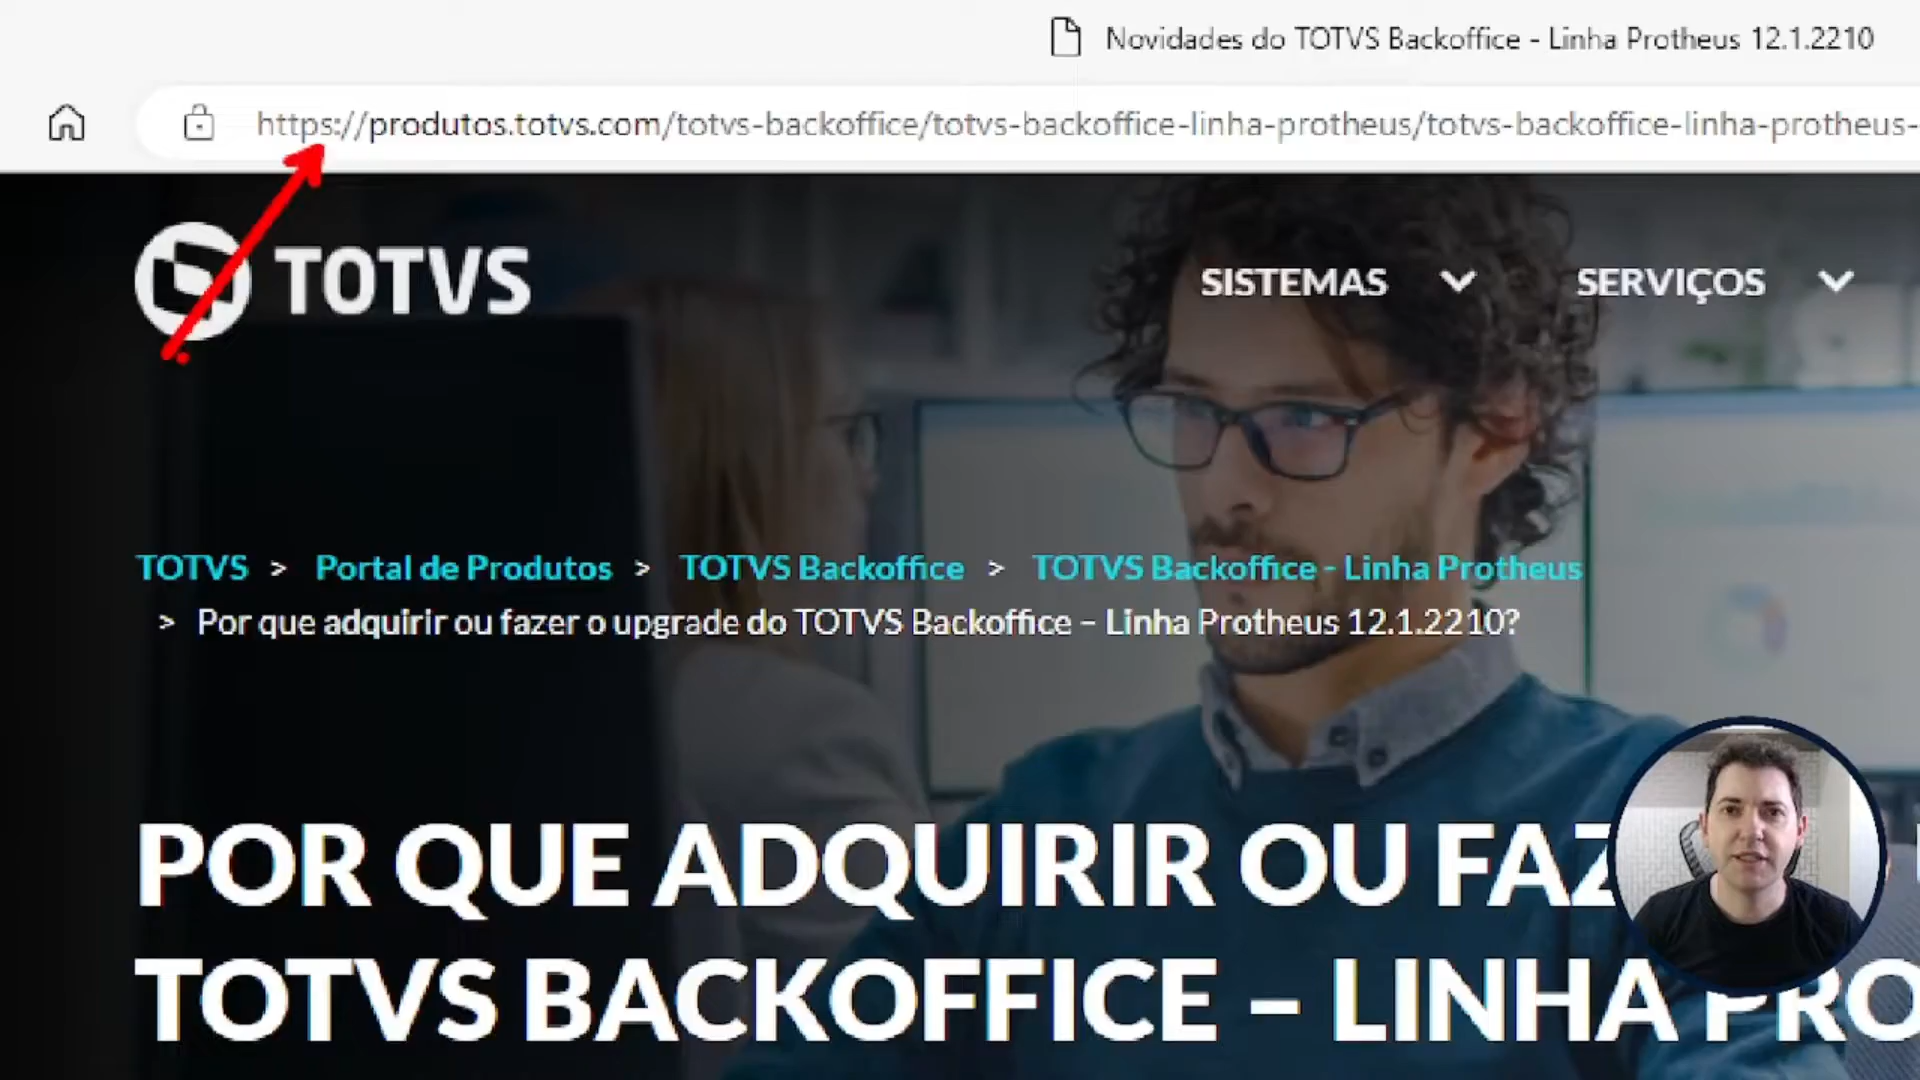 Novidades do TOTVS Backoffice - Linha Protheus 12.1.2210
https://produtos.totvs.com/totvs-backoffice/totvs-backoffice-linha-protheus/totvs-backoffice-linha-protheus-
TOTVS
SISTEMAS SERVIÇOS
TOTVS > Portal de Produtos > TOTVS Backoffice > TOTVS Backoffice - Linha Protheus
> Por que adquirir ou fazer o upgrade do TOTVS Backoffice – Linha Protheus 12.1.2210?
POR QUE ADQUIRIR OU FAZ
TOTVS BACKOFFICE – LINHA PRO